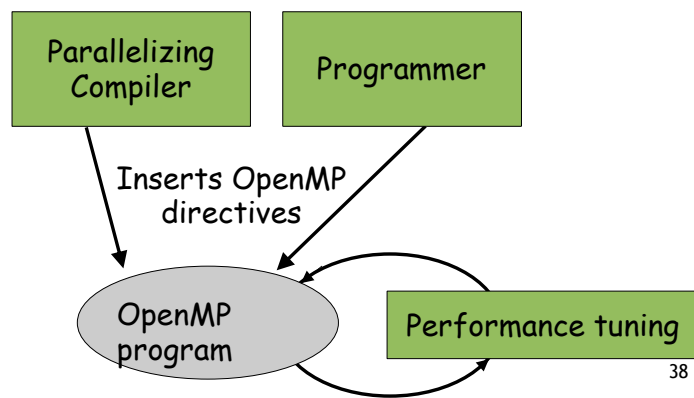 Parallelizing
Compiler
Programmer
Inserts OpenMP
directives
OpenMP
program
Performance tuning
38